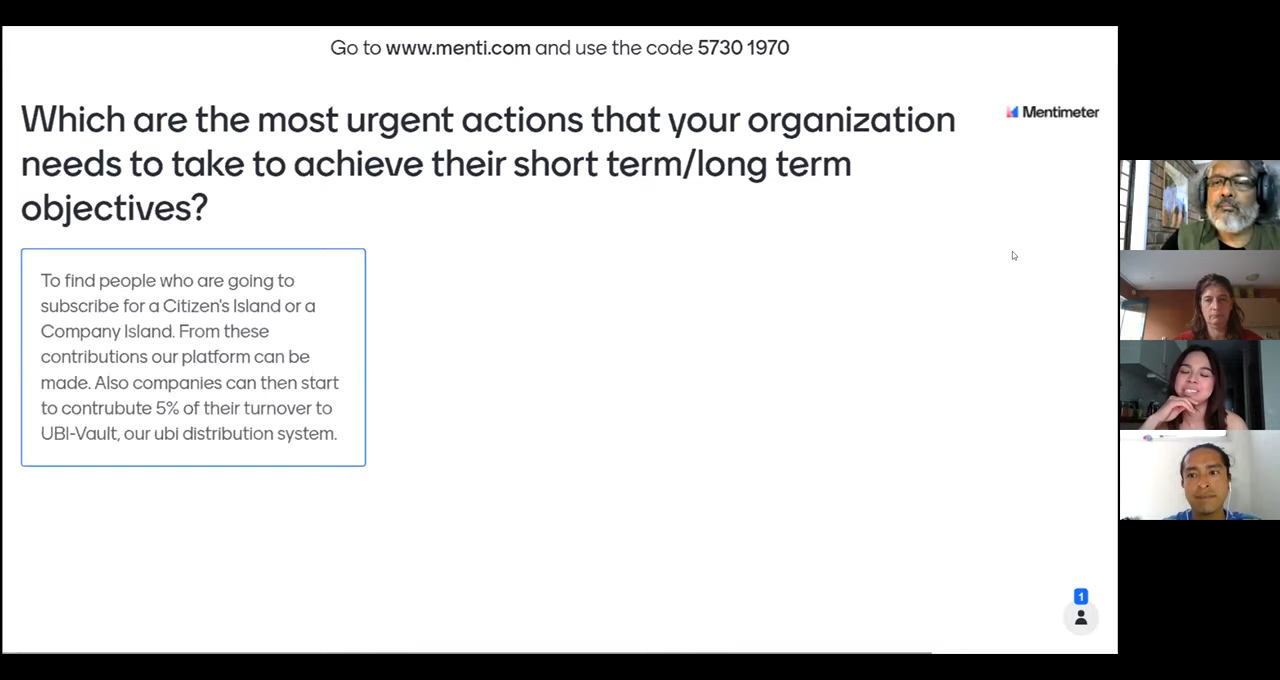 Go to www.menti.com and use the code 5730 1970
Which are the most urgent actions that your organization
needs to take to achieve their short term/long term
objectives?
Mentimeter
To find people who are going to
subscribe for a Citizen's Island or a
Company Island. From these
contributions our platform can be
made. Also companies can then start
to contrubute 5% of their turnover to
UBI-Vault, our ubi distribution system.
1